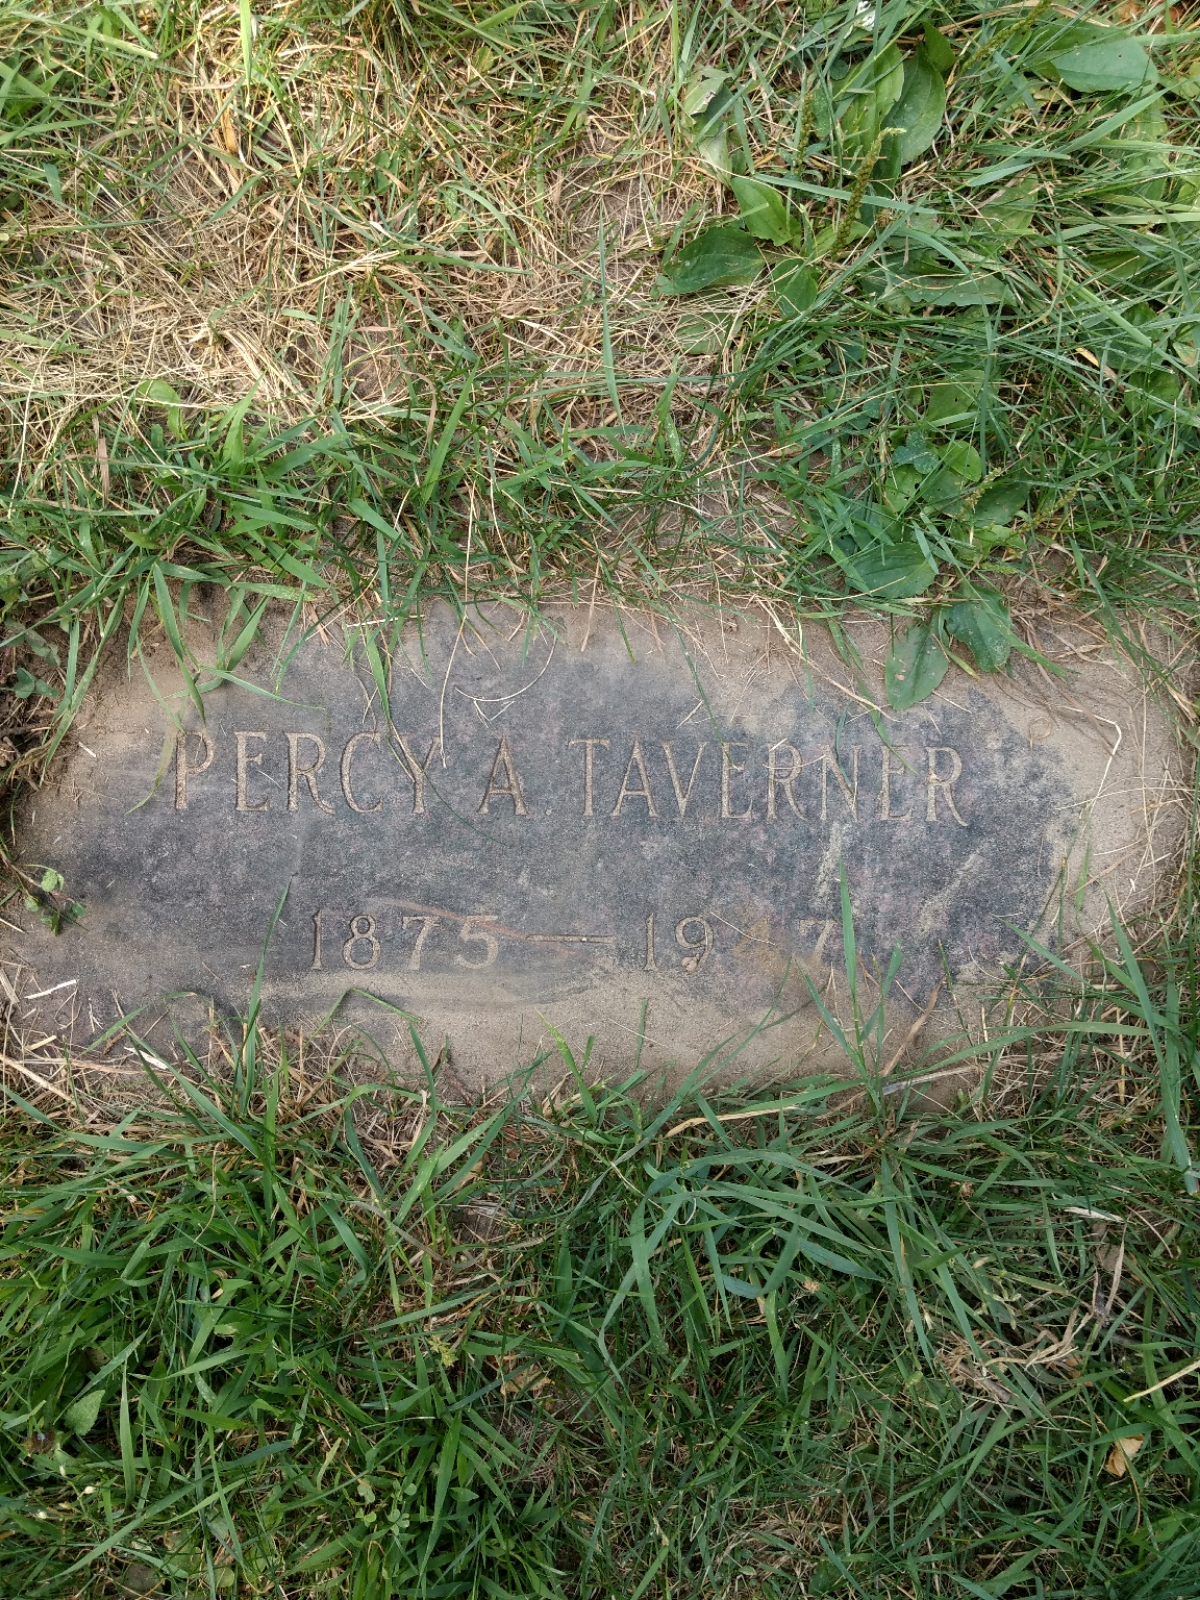 PERCY A. TAVERNER
1875 —